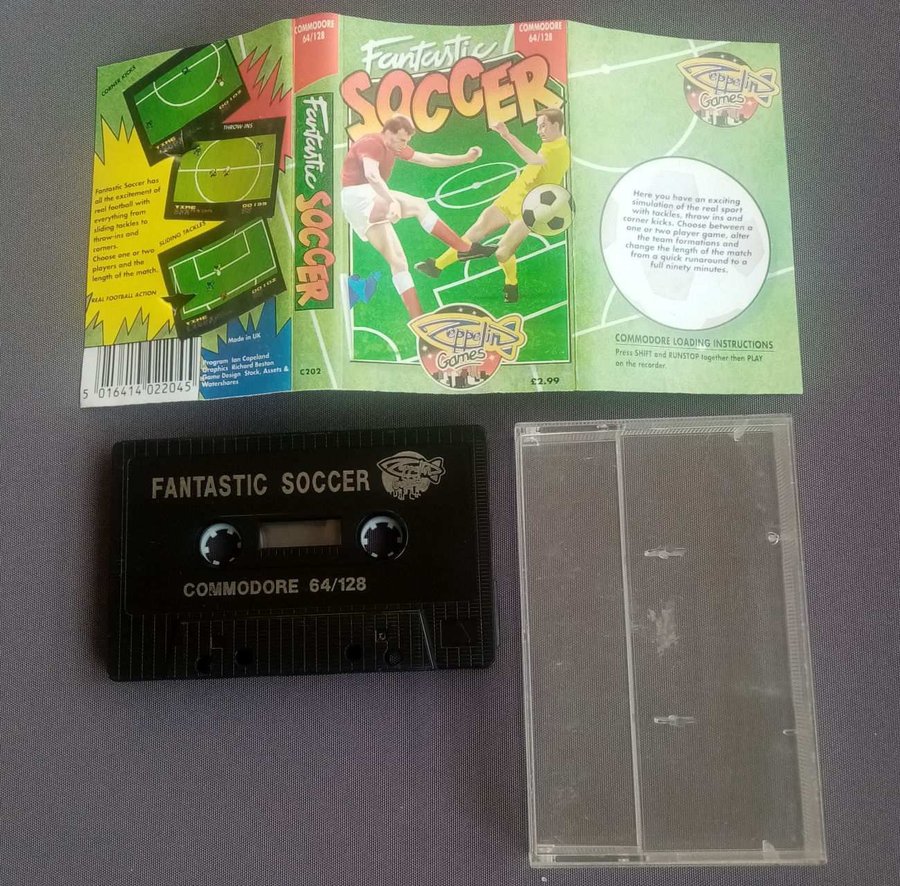 CORNER KICKS
THROW-INS
Fantastic Soccer has
all the excitement of
real football with
everything from
sliding tackles to
throw-ins and
corners.
Choose one or two
players and the
length of the match.
SLIDING TACKLES
REAL FOOTBALL ACTION
TIME
TIME
00199
TIME
00102
Made in UK
Program Ian Copeland
Graphics Richard Beston
Game Design Stock, Assets &
Watershares
5 016414 022045
COMMODORE
64/128
Fantastic SOCCER
C202
COMMODORE
64/128
Fantastic
SOCCER
Zeppelin
Games
£2.99
Zeppelin
Games
Here you have an exciting
simulation of the real sport
with tackles, throw ins and
corner kicks. Choose between a
one or two player game, alter
the team formations and
change the length of the match
from a quick runaround to a
full ninety minutes.
COMMODORE LOADING INSTRUCTIONS
Press SHIFT and RUNSTOP together then PLAY
on the recorder.
FANTASTIC SOCCER
Zeppelin
COMMODORE 64/128